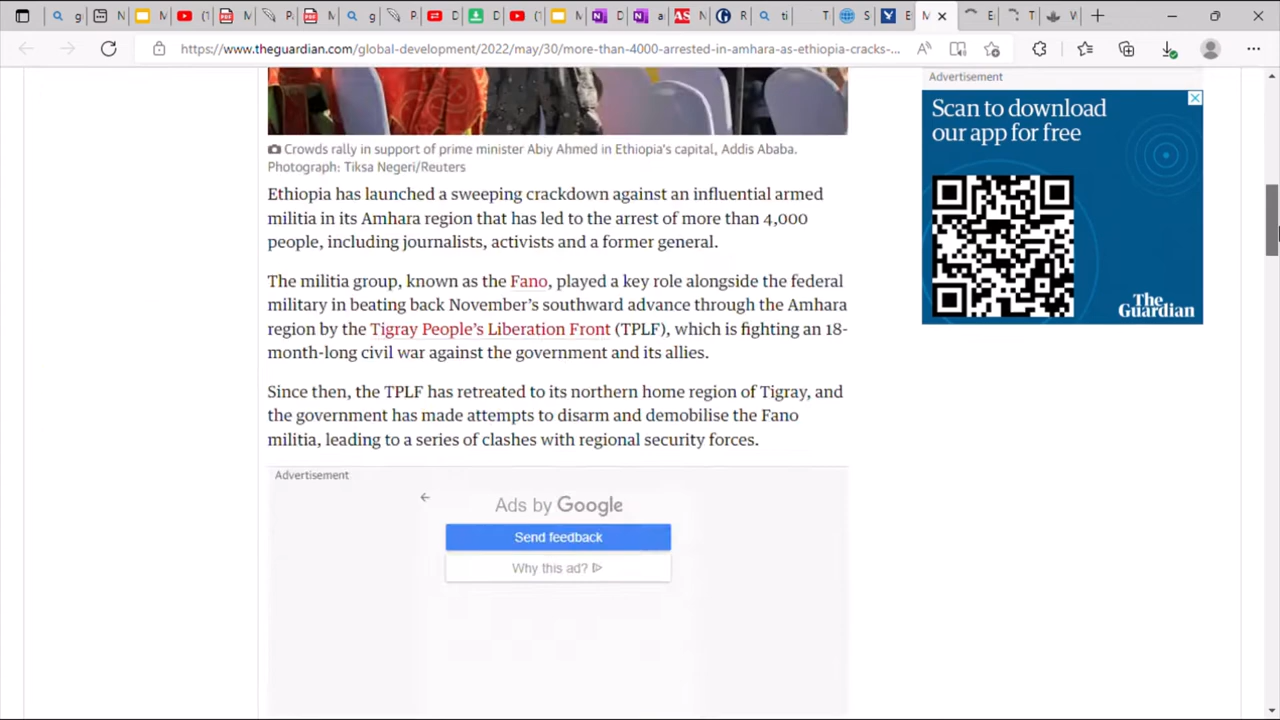 https://www.theguardian.com/global-development/2022/may/30/more-than-4000-arrested-in-amhara-as-ethiopia-cracks-...
Advertisement
Scan to download
our app for free
The
Guardian
Crowds rally in support of prime minister Abiy Ahmed in Ethiopia's capital, Addis Ababa.
Photograph: Tiksa Negeri/Reuters
Ethiopia has launched a sweeping crackdown against an influential armed
militia in its Amhara region that has led to the arrest of more than 4,000
people, including journalists, activists and a former general.
The militia group, known as the Fano, played a key role alongside the federal
military in beating back November's southward advance through the Amhara
region by the Tigray People's Liberation Front (TPLF), which is fighting an 18-
month-long civil war against the government and its allies.
Since then, the TPLF has retreated to its northern home region of Tigray, and
the government has made attempts to disarm and demobilise the Fano
militia, leading to a series of clashes with regional security forces.
Advertisement
Ads by Google
Send feedback
Why this ad?